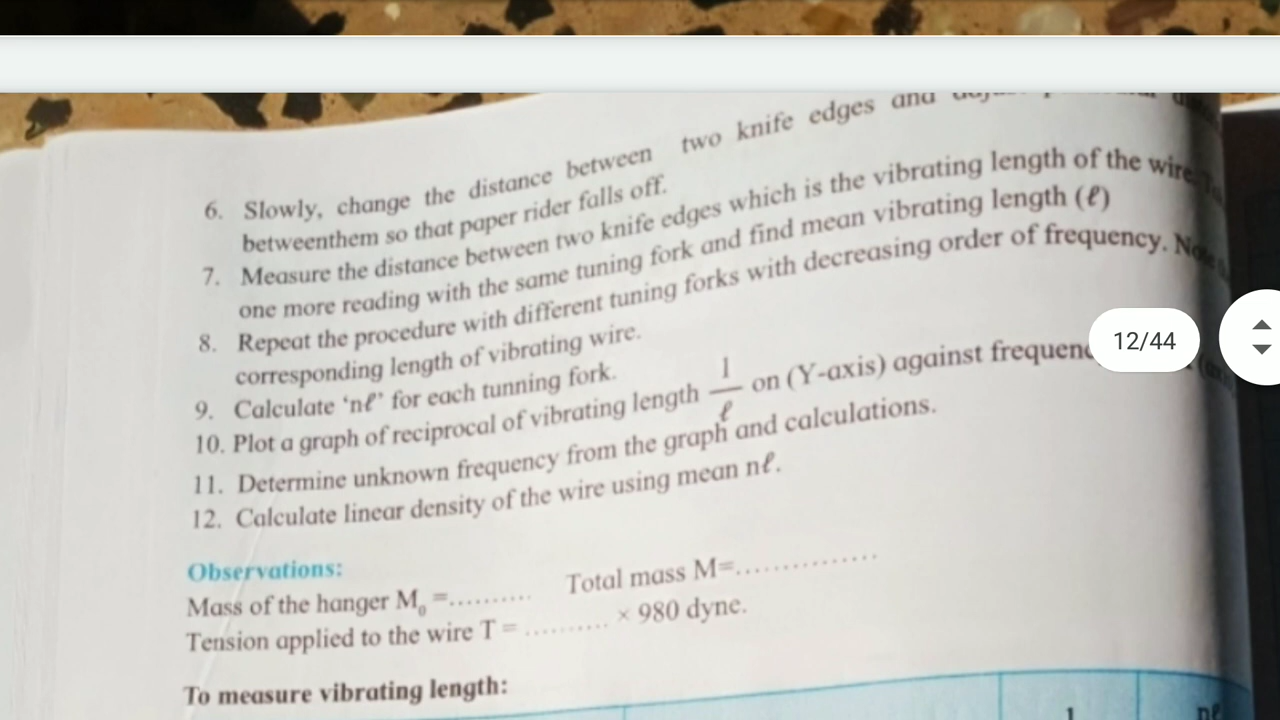 6. Slowly, change the distance between two knife edges and
betweenthem so that paper rider falls off.
7. Measure the distance between two knife edges which is the vibrating length of the wire.
one more reading with the same tuning fork and find mean vibrating length (ℓ)
8. Repeat the procedure with different tuning forks with decreasing order of frequency.
corresponding length of vibrating wire.
9. Calculate ‘nℓ’ for each tunning fork.
10. Plot a graph of reciprocal of vibrating length 1/ℓ on (Y-axis) against
11. Determine unknown frequency from the graph and calculations.
12. Calculate linear density of the wire using mean nℓ.
Observations:
Mass of the hanger M₀ =.......... Total mass M=...............
Tension applied to the wire T = .......... × 980 dyne.
To measure vibrating length:
1 nℓ
12/44